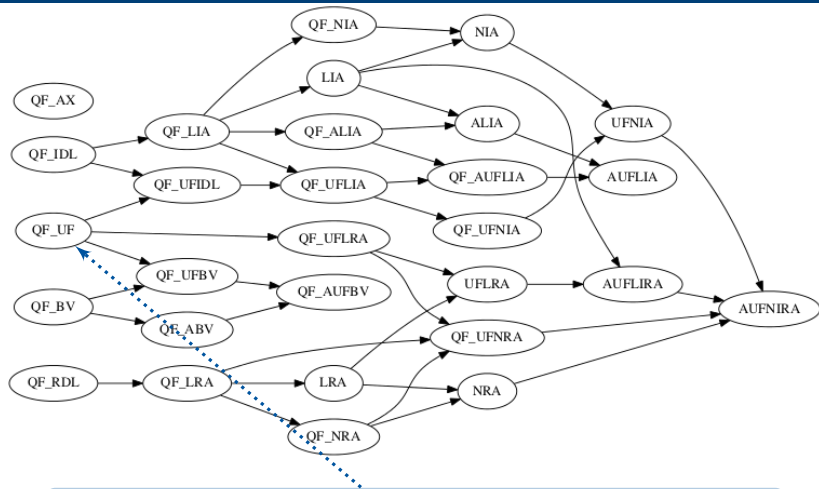 QF_NIA
NIA
LIA
QF_AX
QF_LIA
QF_ALIA
ALIA
UFNIA
QF_IDL
QF_UFIDL
QF_UFLIA
QF_AUFLIA
AUFLIA
QF_UF
QF_UFLRA
QF_UFNIA
QF_UFBV
QF_AUFBV
UFLRA
AUFLIRA
QF_BV
QF_ABV
AUFNIRA
QF_UFNRA
QF_RDL
QF_LRA
LRA
NRA
QF_NRA